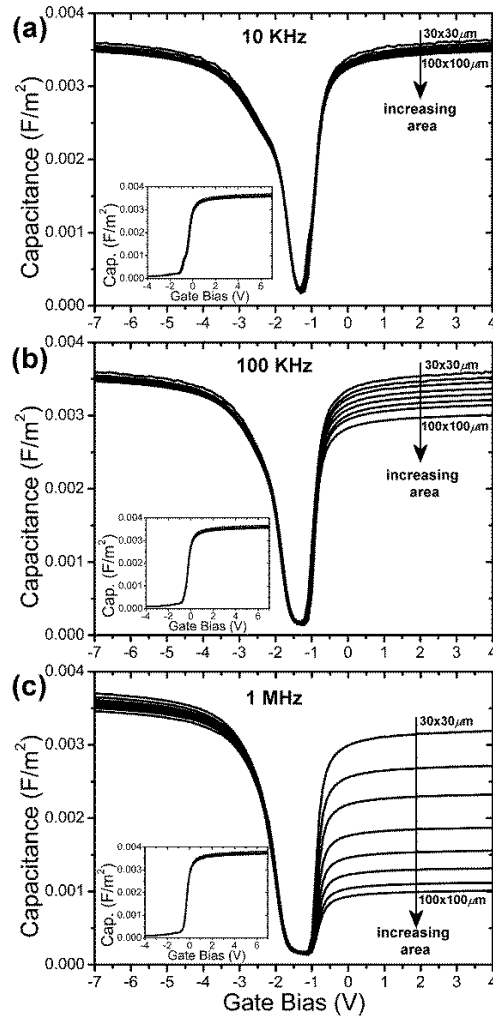 (a)
10 KHz
30x30μm
100x100μm
increasing
area
Capacitance (F/m²)
0.004
0.003
0.002
0.001
0.000
Cap. (F/m²)
0.004
0.003
0.002
0.001
0.000
-4 -2 0 2 4 6
Gate Bias (V)
-7 -6 -5 -4 -3 -2 -1 0 1 2 3 4
(b)
100 KHz
30x30μm
100x100μm
increasing
area
Capacitance (F/m²)
0.004
0.003
0.002
0.001
0.000
Cap. (F/m²)
0.004
0.003
0.002
0.001
0.000
-4 -2 0 2 4 6
Gate Bias (V)
-7 -6 -5 -4 -3 -2 -1 0 1 2 3 4
(c)
1 MHz
30x30μm
100x100μm
increasing
area
Capacitance (F/m²)
0.004
0.003
0.002
0.001
0.000
Cap. (F/m²)
0.004
0.003
0.002
0.001
0.000
-4 -2 0 2 4 6
Gate Bias (V)
-7 -6 -5 -4 -3 -2 -1 0 1 2 3 4
Gate Bias (V)